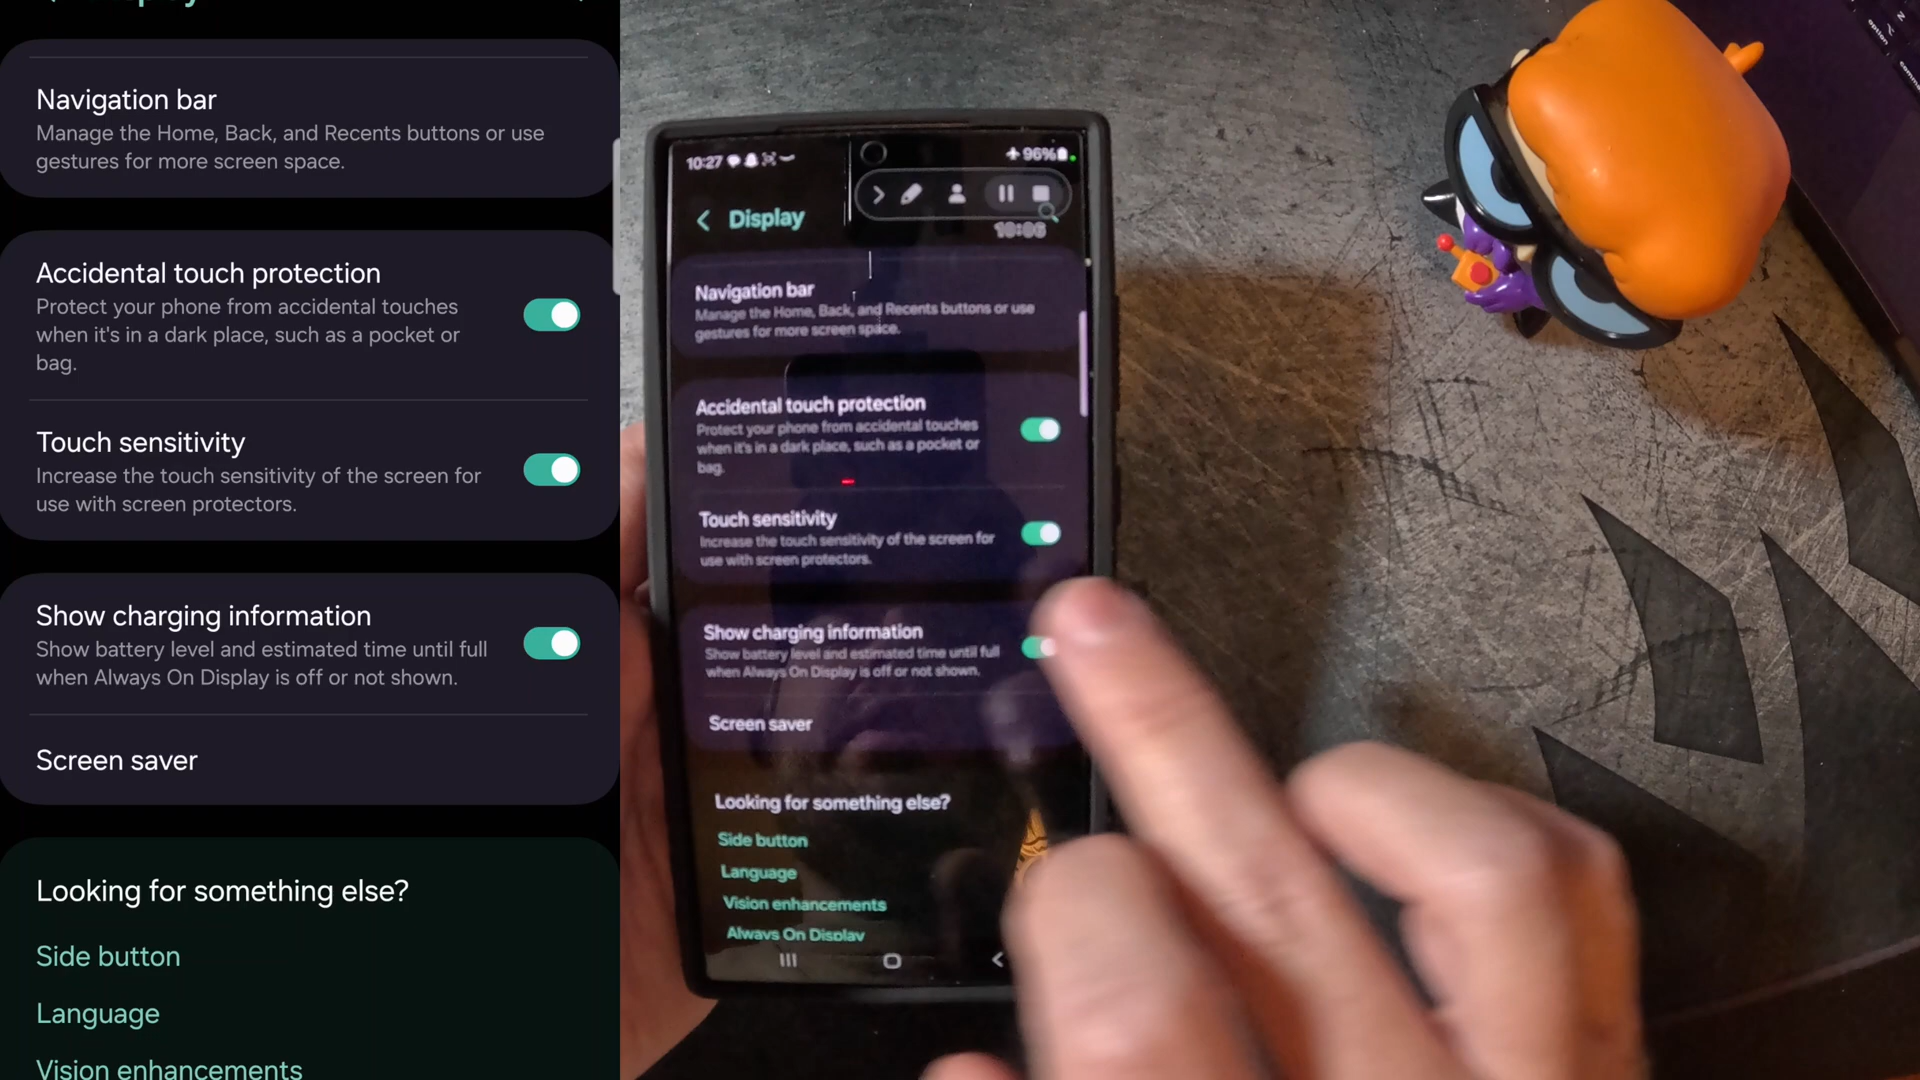 Display
Navigation bar
Manage the Home, Back, and Recents buttons or use
gestures for more screen space.
Accidental touch protection
Protect your phone from accidental touches
when it's in a dark place, such as a pocket or
bag.
Touch sensitivity
Increase the touch sensitivity of the screen for
use with screen protectors.
Show charging information
Show battery level and estimated time until full
when Always On Display is off or not shown.
Screen saver
Looking for something else?
Side button
Language
Vision enhancements
10:27
96%
Display
10:06
Navigation bar
Manage the Home, Back, and Recents buttons or use
gestures for more screen space.
Accidental touch protection
Protect your phone from accidental touches
when it's in a dark place, such as a pocket or
bag.
Touch sensitivity
Increase the touch sensitivity of the screen for
use with screen protectors.
Show charging information
Show battery level and estimated time until full
when Always On Display is off or not shown.
Screen saver
Looking for something else?
Side button
Language
Vision enhancements
Always On Display
N
option